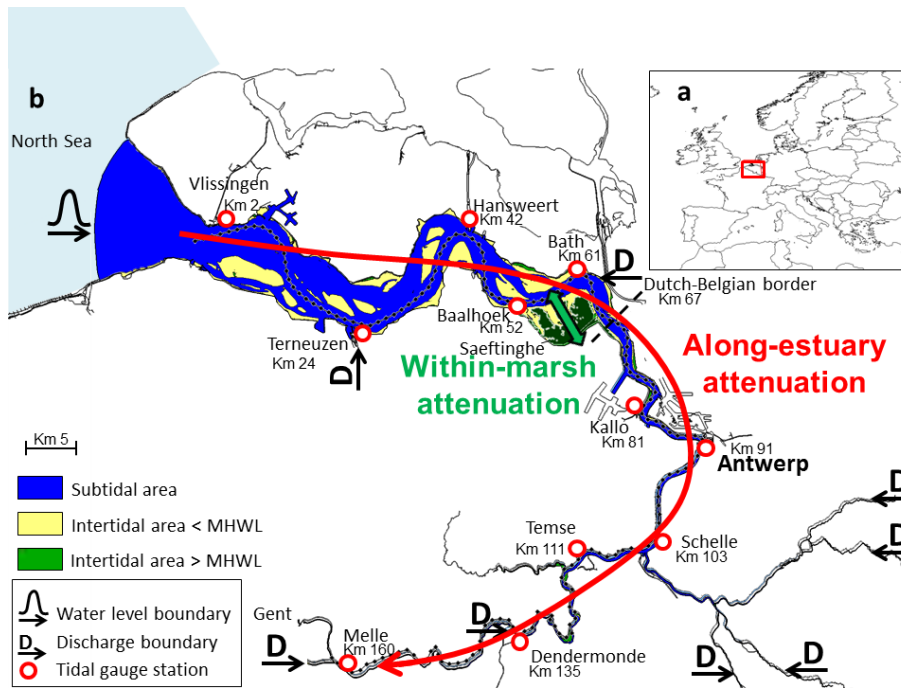 b
a
North Sea
Vlissingen
Km 2
Hansweert
Km 42
Bath
Km 61
D
Dutch-Belgian border
Km 67
Baalhoek
Km 52
Saeftinghe
Terneuzen
Km 24
D
Within-marsh
attenuation
Along-estuary
attenuation
Kallo
Km 81
Km 91
Antwerp
Km 5
Subtidal area
Intertidal area < MHWL
Intertidal area > MHWL
Water level boundary
D
Discharge boundary
Tidal gauge station
Temse
Km 111
Schelle
Km 103
D
D
Gent
D
Melle
Km 160
D
Dendermonde
Km 135
D
D